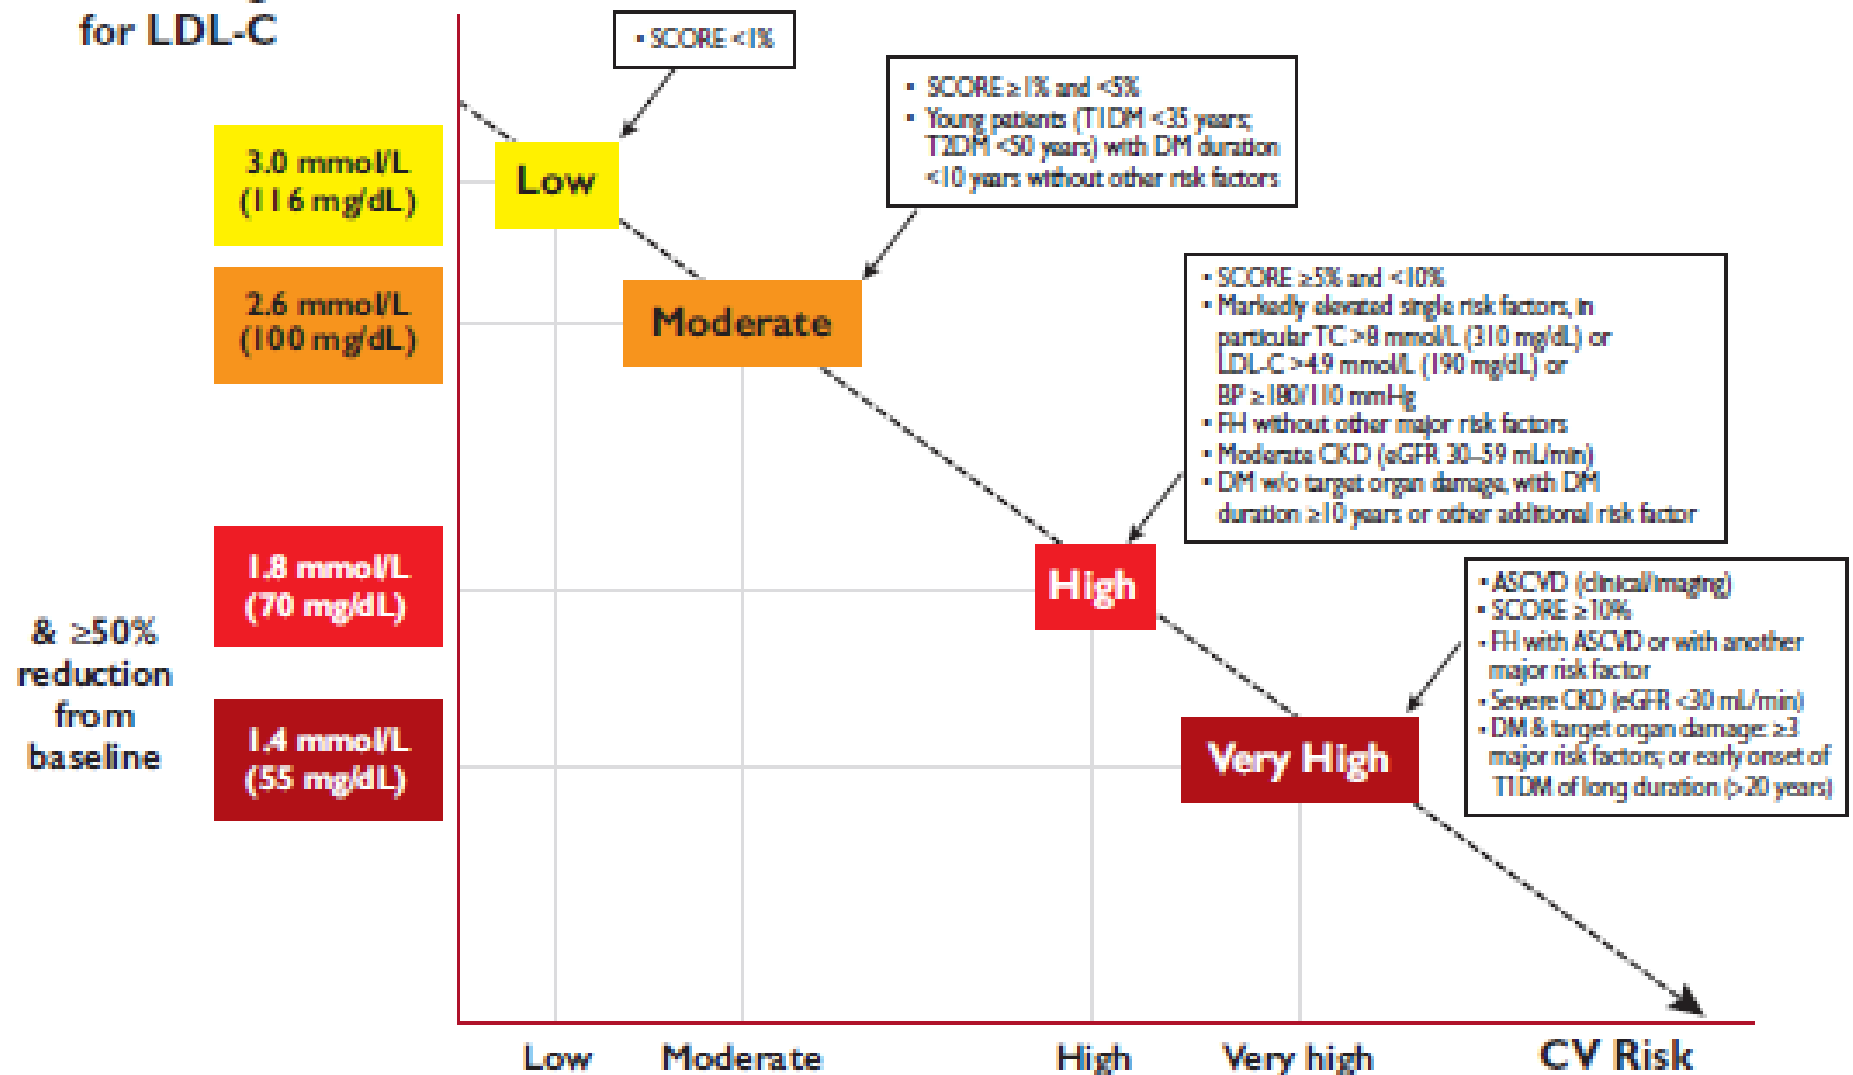 for LDL-C
• SCORE <1%
• SCORE ≥1% and <5%
• Young patients (T1DM <35 years;
T2DM <50 years) with DM duration
<10 years without other risk factors
3.0 mmol/L
(116 mg/dL)
Low
2.6 mmol/L
(100 mg/dL)
Moderate
• SCORE ≥5% and <10%
• Markedly elevated single risk factors, in
particular TC >8 mmol/L (310 mg/dL) or
LDL-C >4.9 mmol/L (190 mg/dL) or
BP ≥180/110 mmHg
• FH without other major risk factors
• Moderate CKD (eGFR 30–59 mL/min)
• DM w/o target organ damage, with DM
duration ≥10 years or other additional risk factor
1.8 mmol/L
(70 mg/dL)
High
& ≥50%
reduction
from
baseline
1.4 mmol/L
(55 mg/dL)
Very High
• ASCVD (clinical/imaging)
• SCORE ≥10%
• FH with ASCVD or with another
major risk factor
• Severe CKD (eGFR <30 mL/min)
• DM & target organ damage: ≥3
major risk factors; or early onset of
T1DM of long duration (>20 years)
Low
Moderate
High
Very high
CV Risk